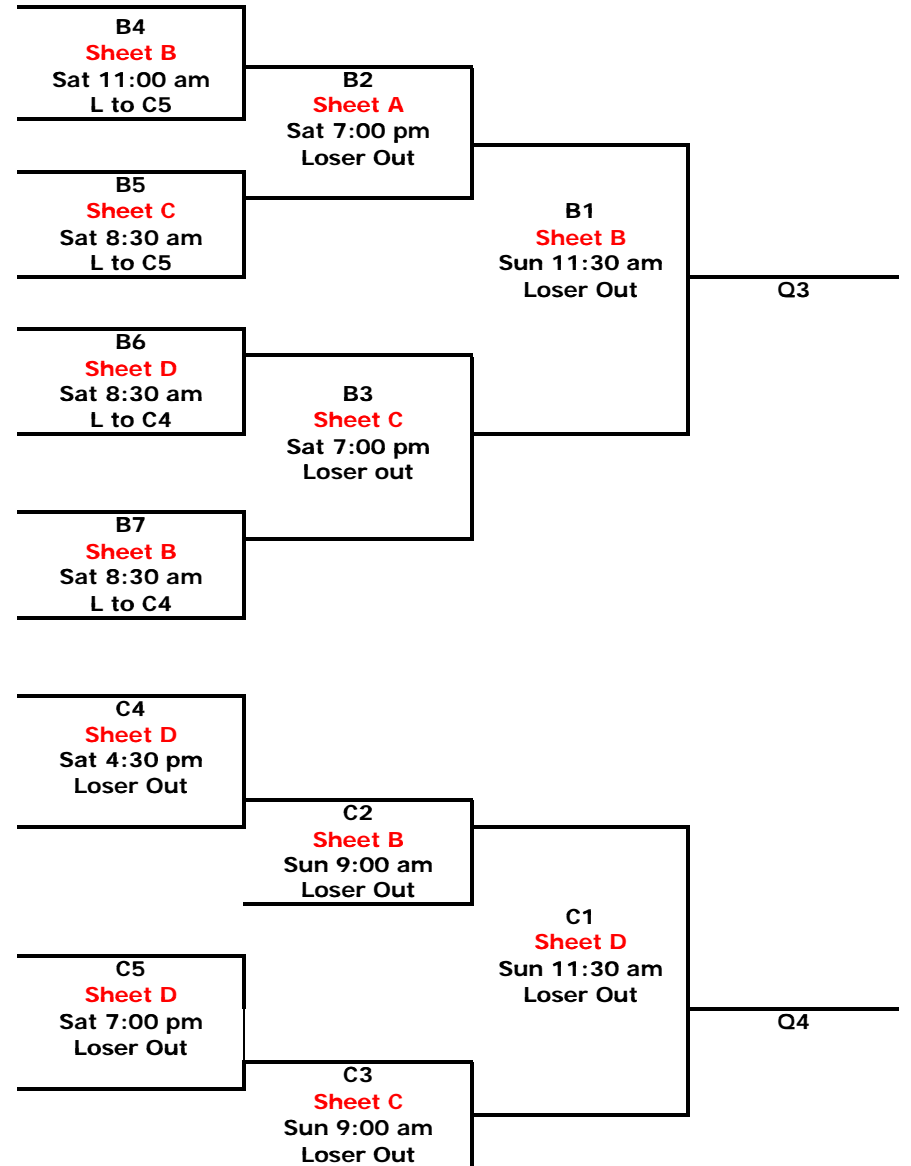 B4
Sheet B
Sat 11:00 am
L to C5
B2
Sheet A
Sat 7:00 pm
Loser Out
B5
Sheet C
Sat 8:30 am
L to C5
B1
Sheet B
Sun 11:30 am
Loser Out
Q3
B6
Sheet D
Sat 8:30 am
L to C4
B3
Sheet C
Sat 7:00 pm
Loser out
B7
Sheet B
Sat 8:30 am
L to C4
C4
Sheet D
Sat 4:30 pm
Loser Out
C2
Sheet B
Sun 9:00 am
Loser Out
C1
Sheet D
Sun 11:30 am
Loser Out
Q4
C5
Sheet D
Sat 7:00 pm
Loser Out
C3
Sheet C
Sun 9:00 am
Loser Out